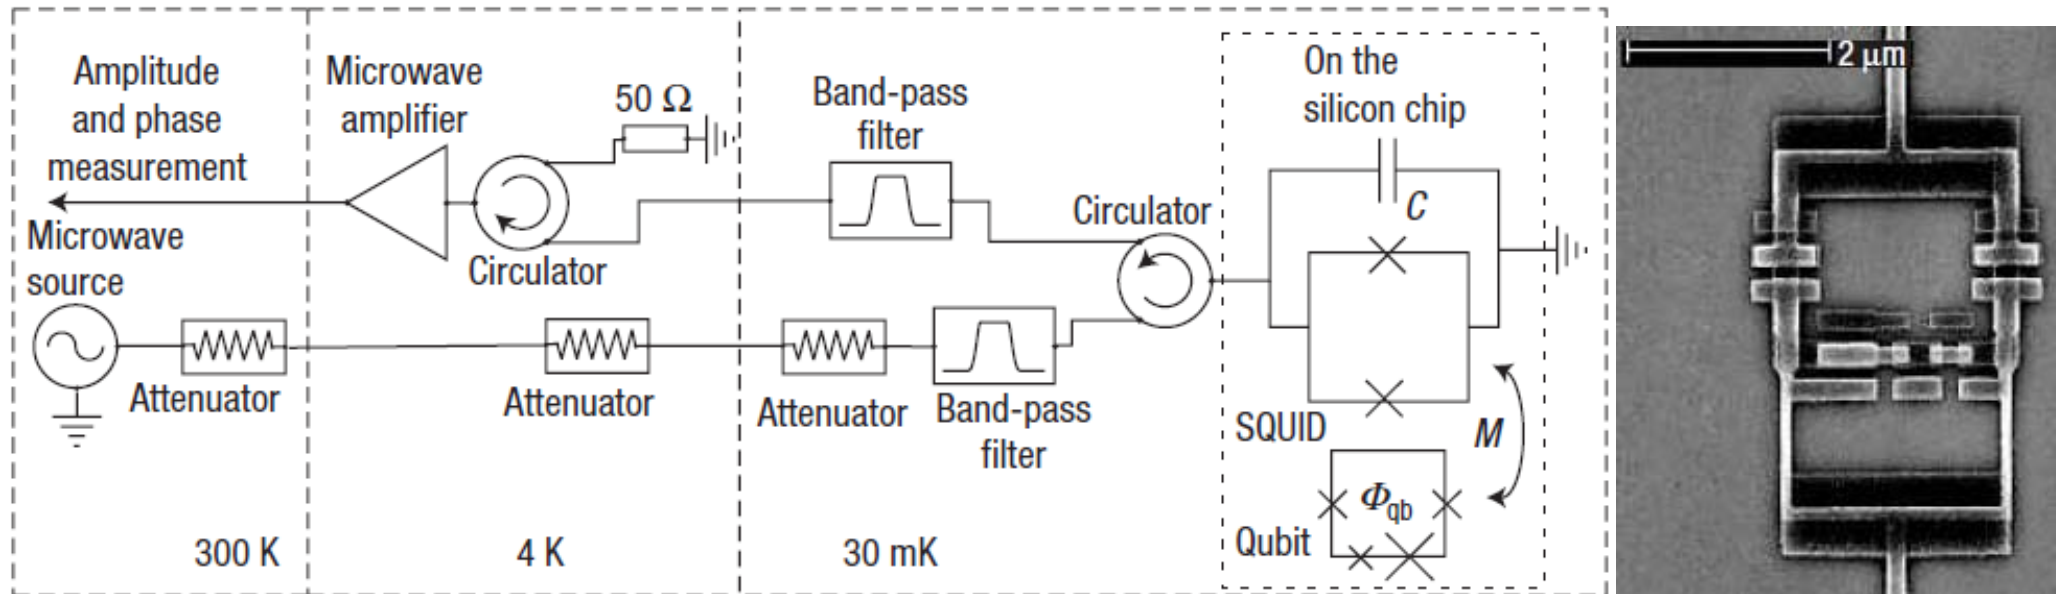 Amplitude
and phase
measurement
Microwave
source
Attenuator
300 K
Microwave
amplifier
50 Ω
Circulator
Attenuator
4 K
Band-pass
filter
Circulator
Attenuator
Band-pass
filter
30 mK
On the
silicon chip
C
SQUID
M
Φqb
Qubit
2 μm